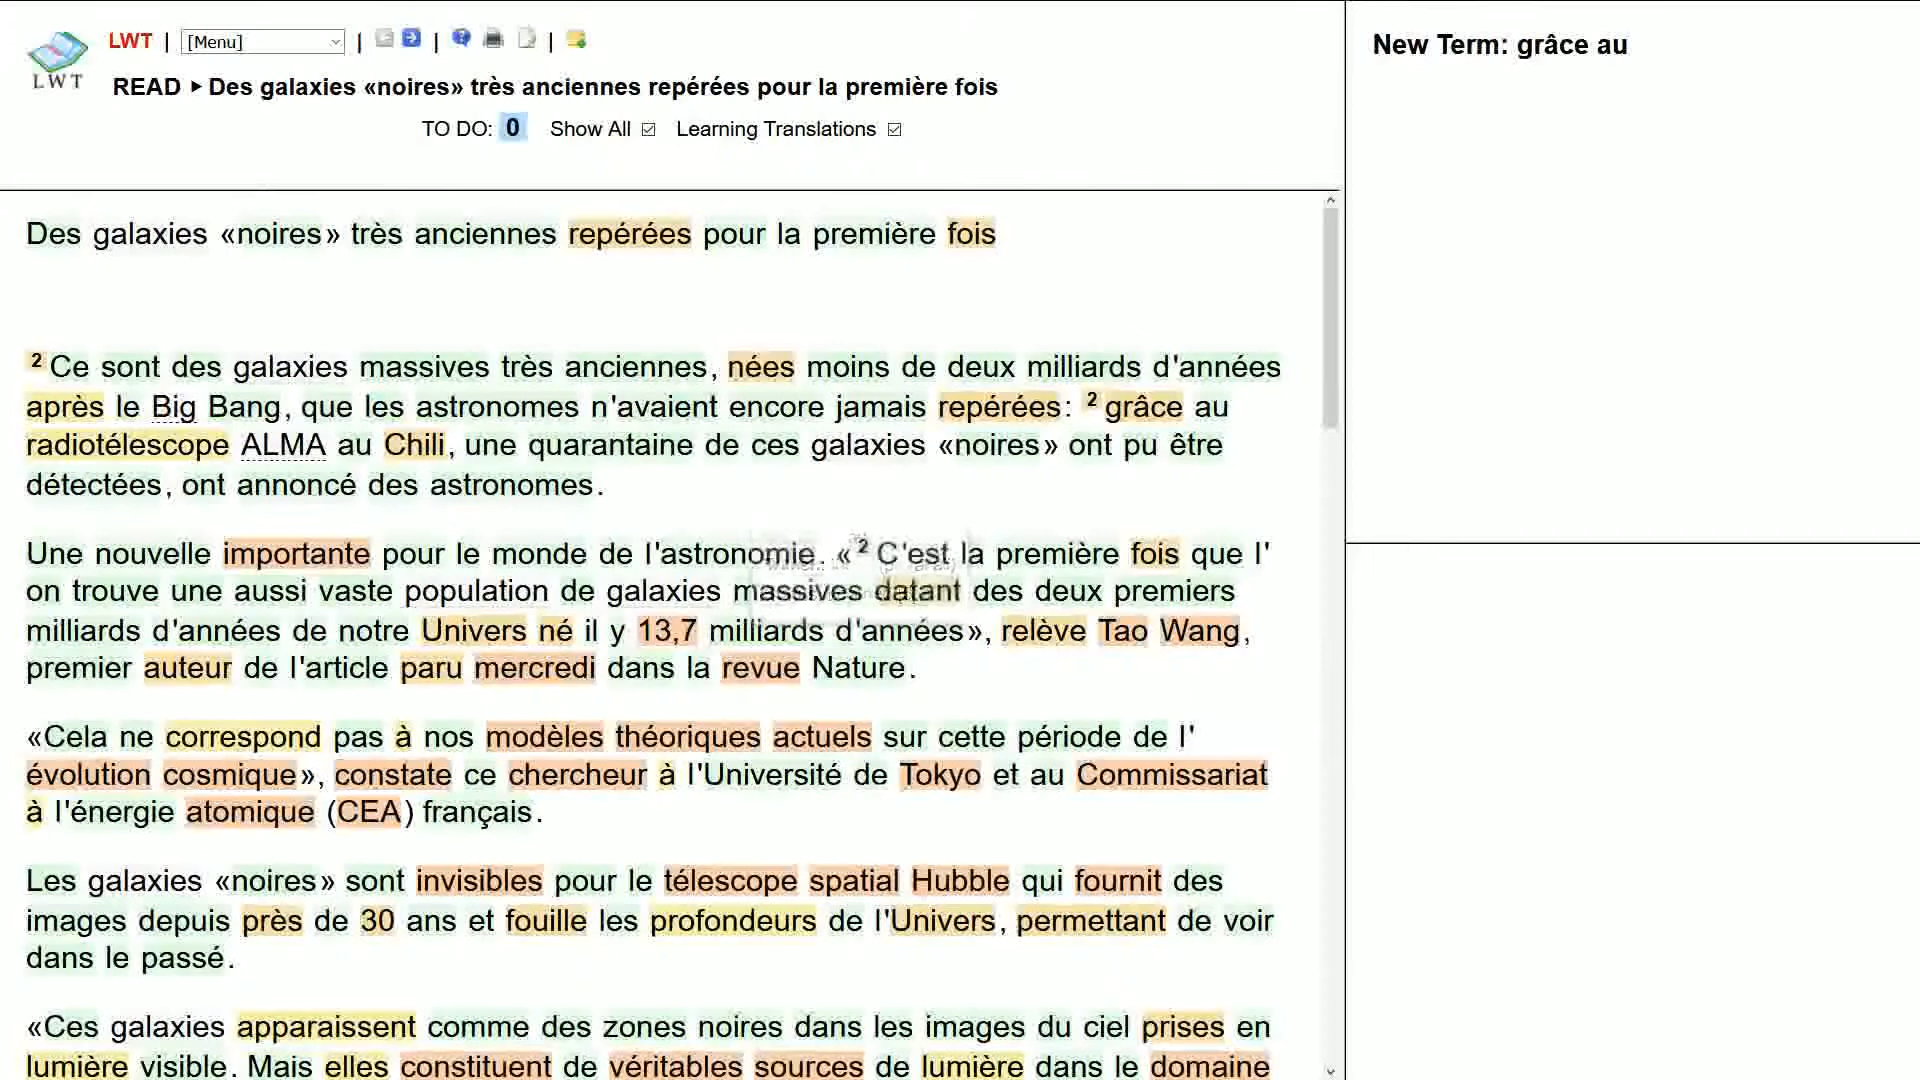 LWT | [Menu] | | |
LWT
READ ▸ Des galaxies «noires» très anciennes repérées pour la première fois
TO DO: 0 Show All Learning Translations
New Term: grâce au
Des galaxies «noires» très anciennes repérées pour la première fois
2 Ce sont des galaxies massives très anciennes, nées moins de deux milliards d'années
après le Big Bang, que les astronomes n'avaient encore jamais repérées: 2 grâce au
radiotélescope ALMA au Chili, une quarantaine de ces galaxies «noires» ont pu être
détectées, ont annoncé des astronomes.
Une nouvelle importante pour le monde de l'astronomie. «2 C'est la première fois que l'
on trouve une aussi vaste population de galaxies massives datant des deux premiers
milliards d'années de notre Univers né il y 13,7 milliards d'années», relève Tao Wang,
premier auteur de l'article paru mercredi dans la revue Nature.
«Cela ne correspond pas à nos modèles théoriques actuels sur cette période de l'
évolution cosmique», constate ce chercheur à l'Université de Tokyo et au Commissariat
à l'énergie atomique (CEA) français.
Les galaxies «noires» sont invisibles pour le télescope spatial Hubble qui fournit des
images depuis près de 30 ans et fouille les profondeurs de l'Univers, permettant de voir
dans le passé.
«Ces galaxies apparaissent comme des zones noires dans les images du ciel prises en
lumière visible. Mais elles constituent de véritables sources de lumière dans le domaine